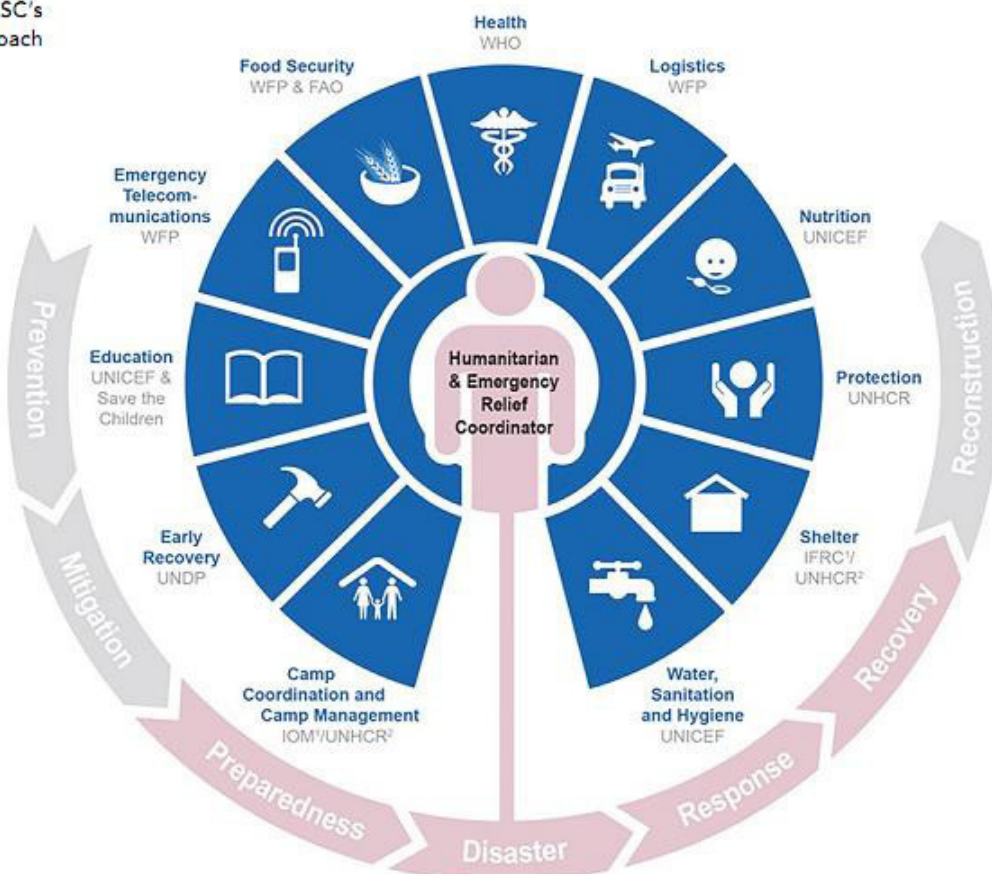 SC's
oach
Health
WHO
Food Security
WFP & FAO
Logistics
WFP
Emergency
Telecom-
munications
WFP
Nutrition
UNICEF
Education
UNICEF &
Save the
Children
Humanitarian
& Emergency
Relief
Coordinator
Protection
UNHCR
Early
Recovery
UNDP
Shelter
IFRC¹/
UNHCR²
Camp
Coordination and
Camp Management
IOM¹/UNHCR²
Water,
Sanitation
and Hygiene
UNICEF
Prevention
Mitigation
Preparedness
Disaster
Response
Recovery
Reconstruction